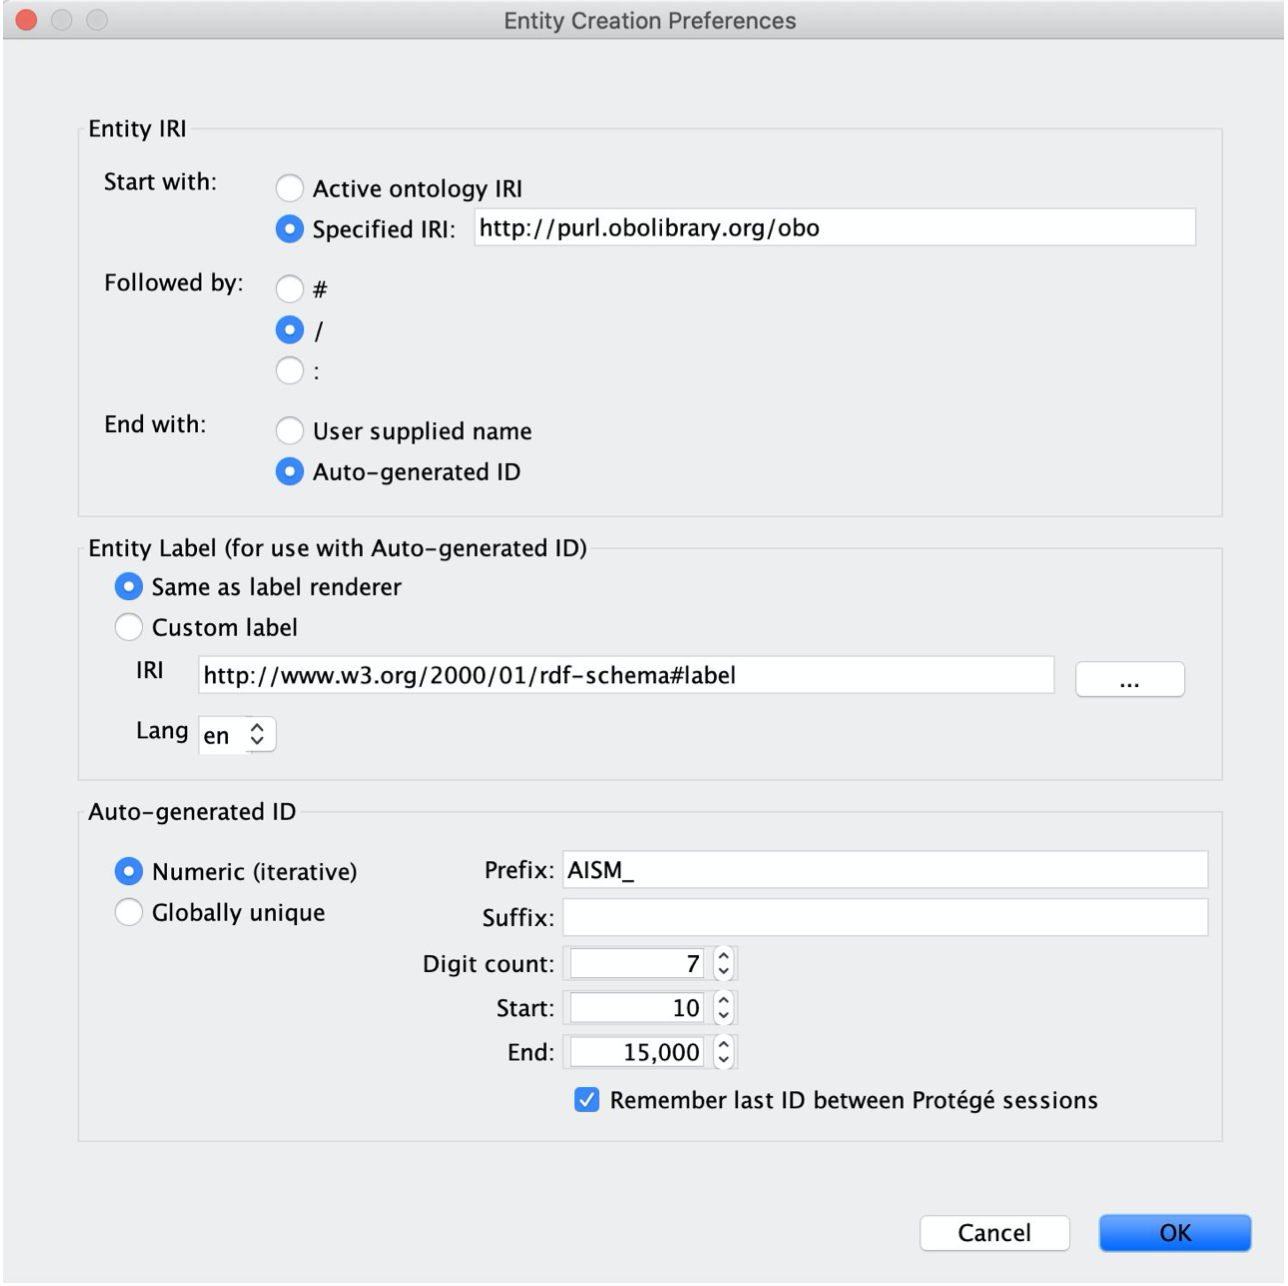 Entity Creation Preferences
Entity IRI
Start with:
Active ontology IRI
Specified IRI: http://purl.obolibrary.org/obo
Followed by:
#
/
:
End with:
User supplied name
Auto-generated ID
Entity Label (for use with Auto-generated ID)
Same as label renderer
Custom label
IRI http://www.w3.org/2000/01/rdf-schema#label ...
Lang en
Auto-generated ID
Numeric (iterative)
Globally unique
Prefix: AISM_
Suffix:
Digit count: 7
Start: 10
End: 15,000
Remember last ID between Protégé sessions
Cancel OK